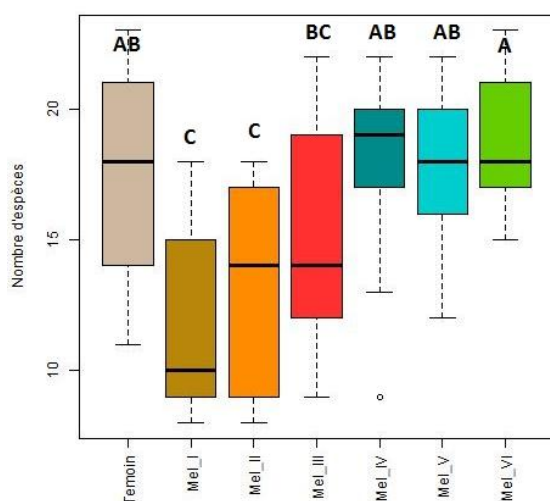 AB
C
C
BC
AB
AB
A
20
15
10
Nombre d'espèces
Temoin
Mel_I
Mel_II
Mel_III
Mel_IV
Mel_V
Mel_VI